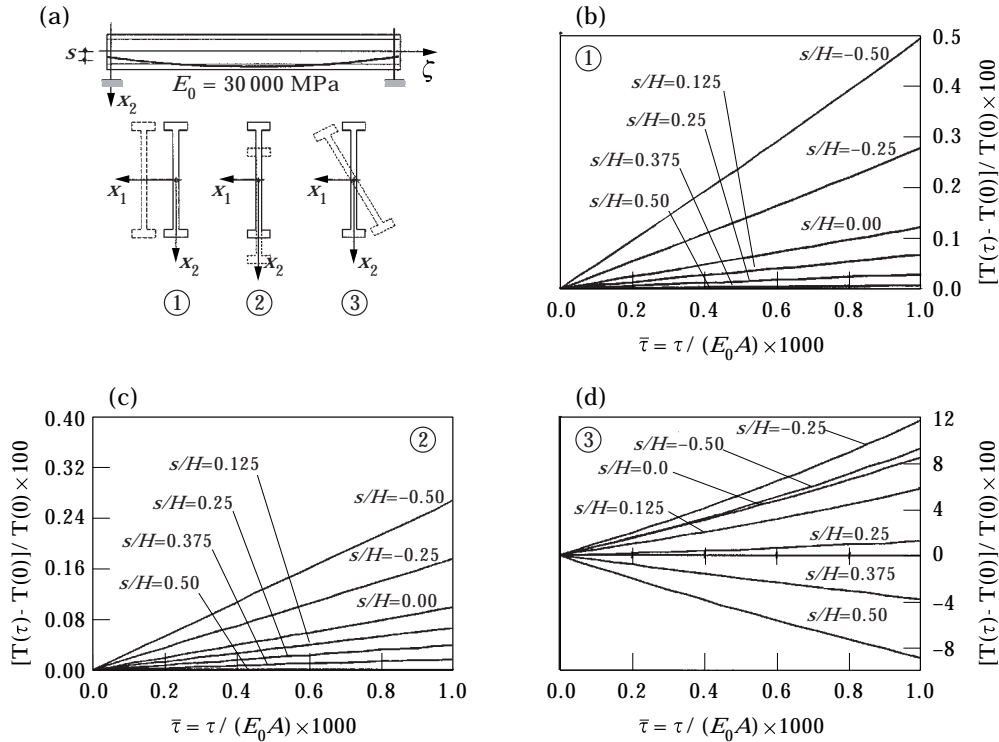 (a)
s
ζ
E₀ = 30 000 MPa
x₂
x₁
x₁
x₁
x₂
x₂
x₂
①
②
③
(b)
①
s/H=−0.50
s/H=0.125
s/H=0.25
s/H=−0.25
s/H=0.375
s/H=0.50
s/H=0.00
0.5
0.4
0.3
0.2
0.1
0.0
[T(τ)- T(0)]/ T(0)×100
0.0 0.2 0.4 0.6 0.8 1.0
τ̄ = τ / (E₀A)×1000
(c)
②
0.40
0.32
0.24
0.16
0.08
0.00
[T(τ)- T(0)]/ T(0)×100
s/H=0.125
s/H=−0.50
s/H=0.25
s/H=0.375
s/H=−0.25
s/H=0.50
s/H=0.00
0.0 0.2 0.4 0.6 0.8 1.0
τ̄ = τ / (E₀A)×1000
(d)
③
s/H=−0.25
s/H=−0.50
s/H=0.0
s/H=0.125
s/H=0.25
s/H=0.375
s/H=0.50
12
8
4
0
0
−4
−8
−10
[T(τ)- T(0)]/ T(0)×100
0.0 0.2 0.4 0.6 0.8 1.0
τ̄ = τ / (E₀A)×1000